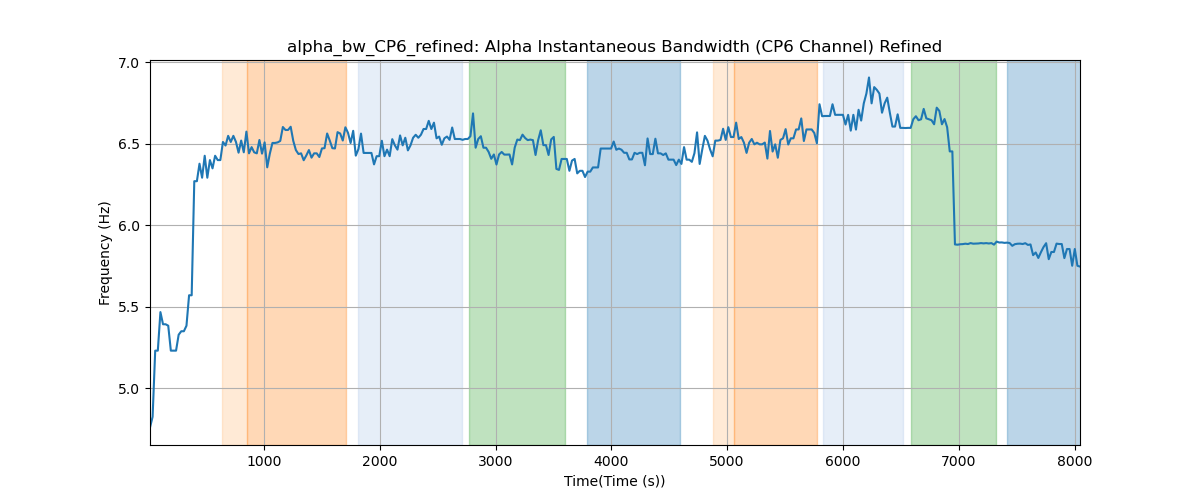 alpha_bw_CP6_refined: Alpha Instantaneous Bandwidth (CP6 Channel) Refined
7.0
6.5
6.0
5.5
5.0
Frequency (Hz)
1000 2000 3000 4000 5000 6000 7000 8000
Time(Time (s))